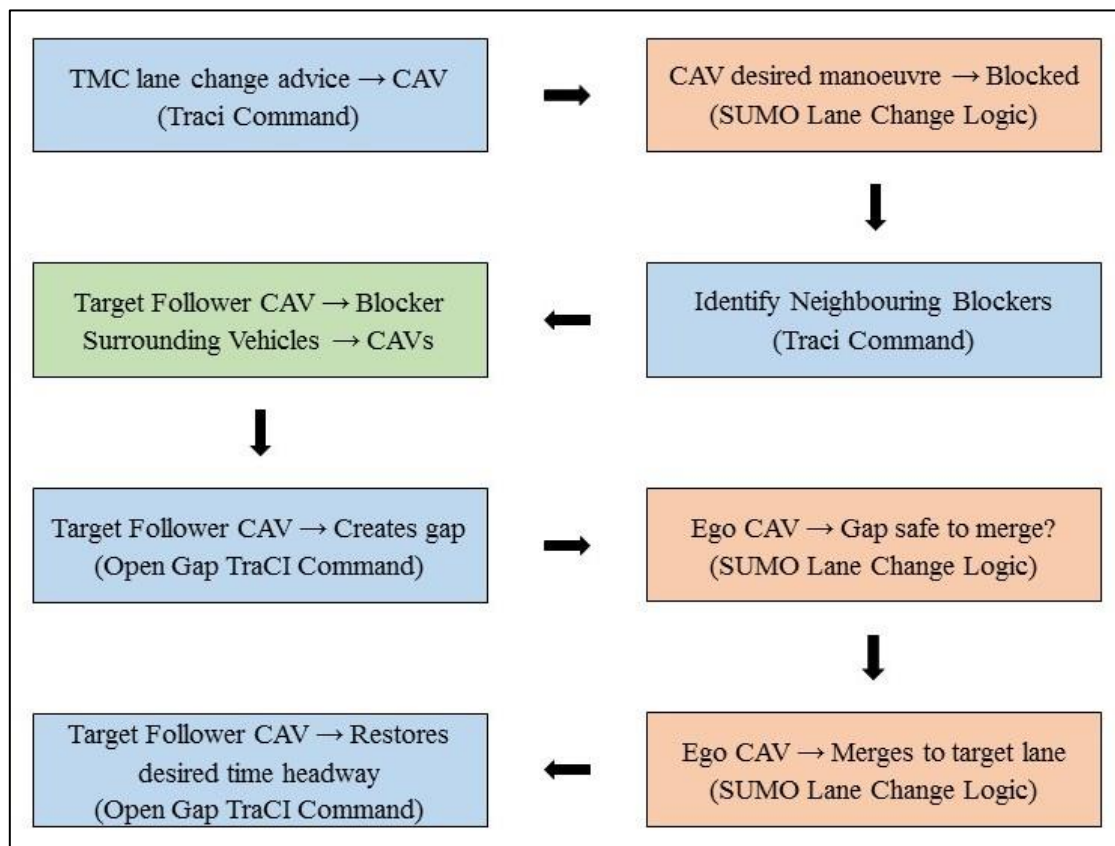 TMC lane change advice → CAV
(Traci Command)
CAV desired manoeuvre → Blocked
(SUMO Lane Change Logic)
Identify Neighbouring Blockers
(Traci Command)
Target Follower CAV → Blocker
Surrounding Vehicles → CAVs
Target Follower CAV → Creates gap
(Open Gap TraCI Command)
Ego CAV → Gap safe to merge?
(SUMO Lane Change Logic)
Ego CAV → Merges to target lane
(SUMO Lane Change Logic)
Target Follower CAV → Restores
desired time headway
(Open Gap TraCI Command)